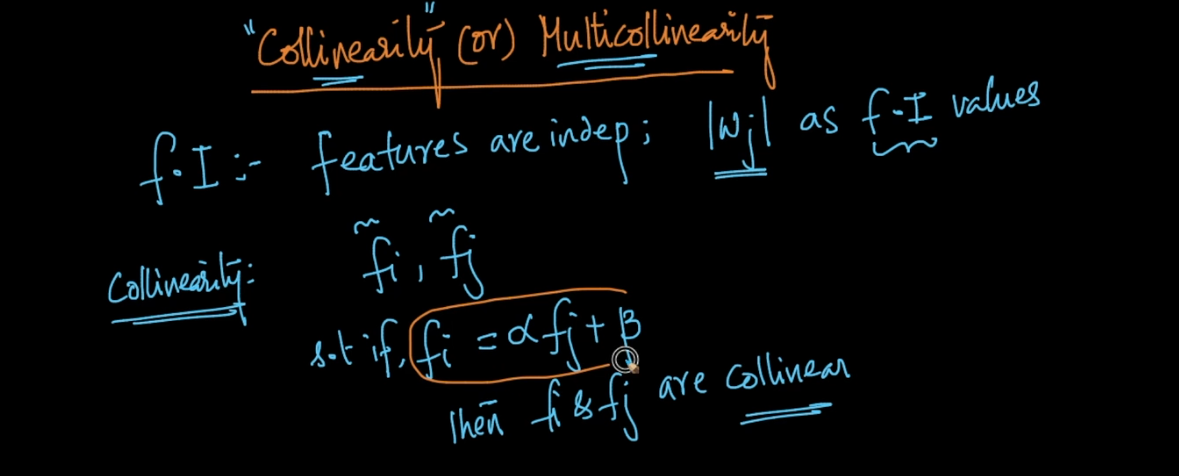 "Collinearity" (or) Multicollinearity
f.I :- features are indep; |wj| as f.I values
Collinearity: fi, fj
s.t if, fi = αfj + β
then fi & fj are collinear